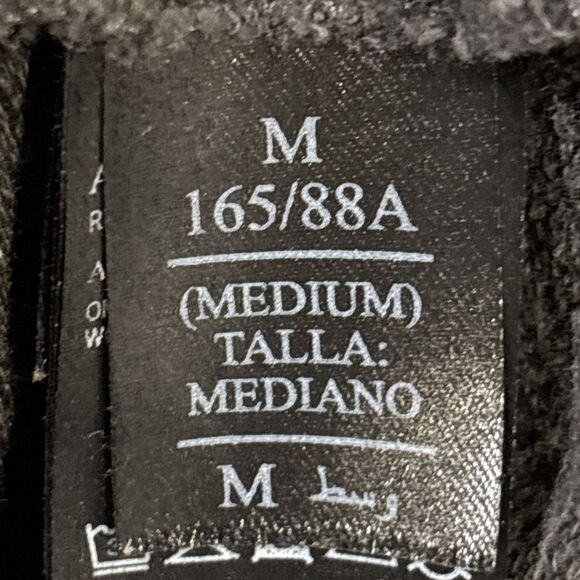 M
165/88A
(MEDIUM)
TALLA:
MEDIANO
M وسط